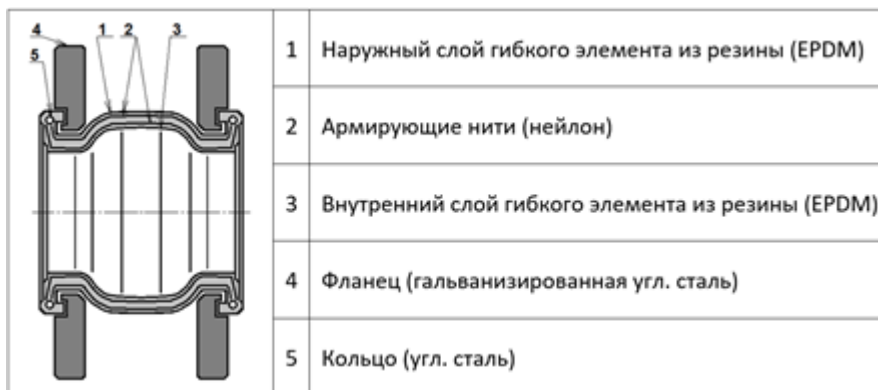 4 1 2 3
5
1 Наружный слой гибкого элемента из резины (EPDM)
2 Армирующие нити (нейлон)
3 Внутренний слой гибкого элемента из резины (EPDM)
4 Фланец (гальванизированная угл. сталь)
5 Кольцо (угл. сталь)